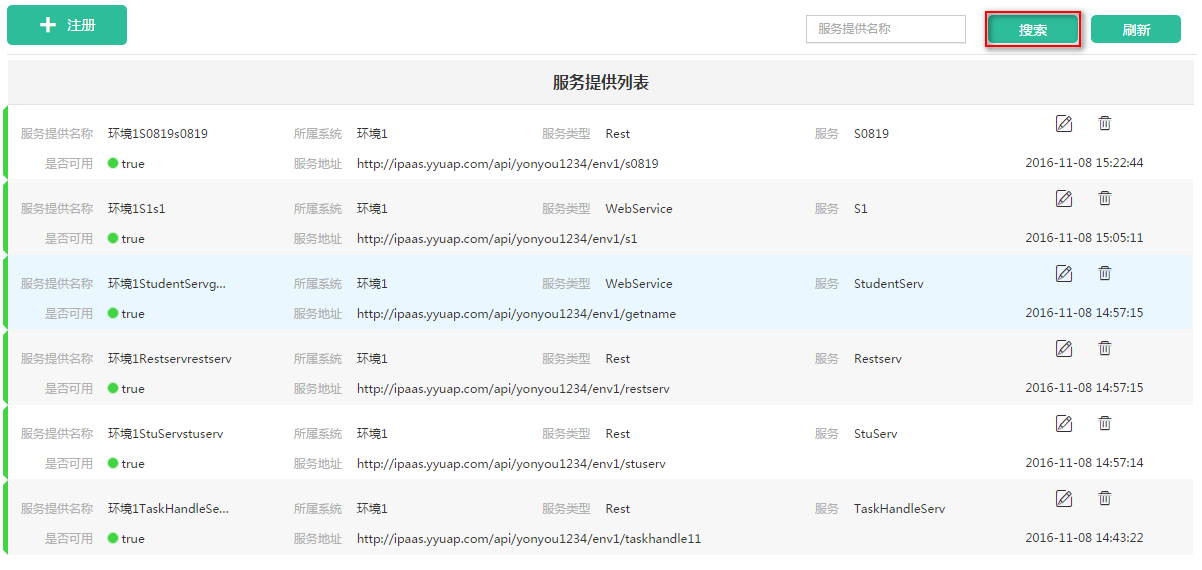 注册 服务提供名称 搜索 刷新
服务提供列表
服务提供名称 环境1S0819s0819 所属系统 环境1 服务类型 Rest 服务 S0819
是否可用 true 服务地址 http://ipaas.yyuap.com/api/yonyou1234/env1/s0819 2016-11-08 15:22:44
服务提供名称 环境1S1s1 所属系统 环境1 服务类型 WebService 服务 S1
是否可用 true 服务地址 http://ipaas.yyuap.com/api/yonyou1234/env1/s1 2016-11-08 15:05:11
服务提供名称 环境1StudentServg... 所属系统 环境1 服务类型 WebService 服务 StudentServ
是否可用 true 服务地址 http://ipaas.yyuap.com/api/yonyou1234/env1/getname 2016-11-08 14:57:15
服务提供名称 环境1Restservrestserv 所属系统 环境1 服务类型 Rest 服务 Restserv
是否可用 true 服务地址 http://ipaas.yyuap.com/api/yonyou1234/env1/restserv 2016-11-08 14:57:15
服务提供名称 环境1StuServstuserv 所属系统 环境1 服务类型 Rest 服务 StuServ
是否可用 true 服务地址 http://ipaas.yyuap.com/api/yonyou1234/env1/stuserv 2016-11-08 14:57:14
服务提供名称 环境1TaskHandleSe... 所属系统 环境1 服务类型 Rest 服务 TaskHandleServ
是否可用 true 服务地址 http://ipaas.yyuap.com/api/yonyou1234/env1/taskhandle11 2016-11-08 14:43:22